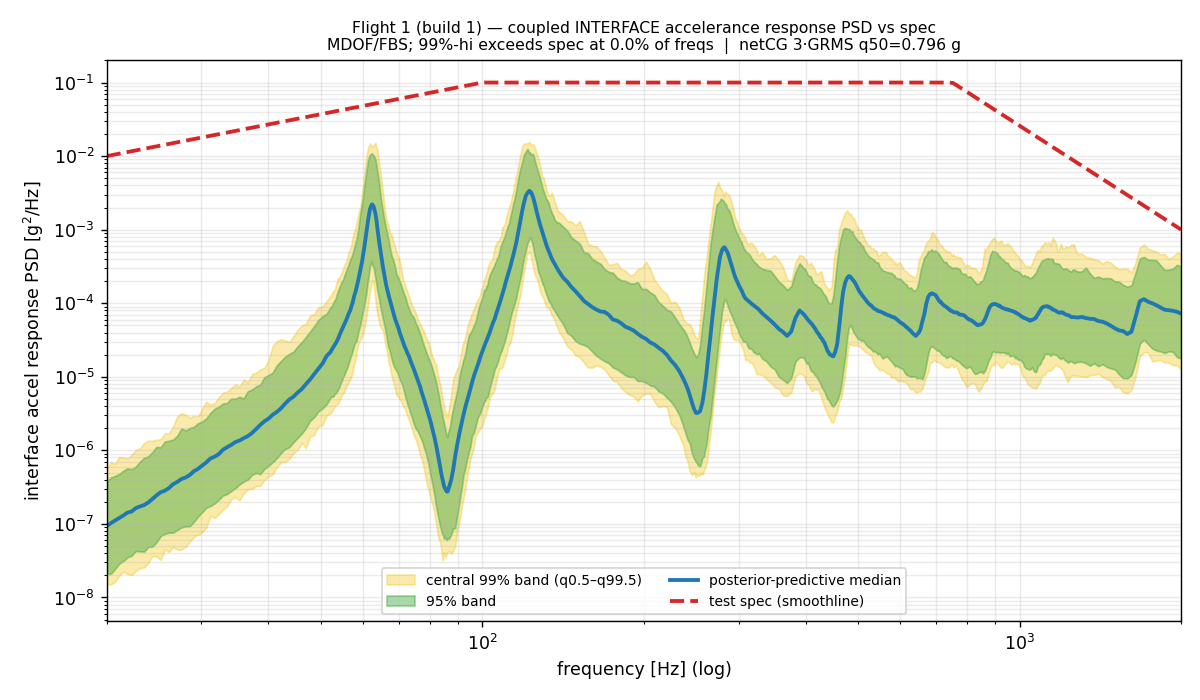 Flight 1 (build 1) — coupled INTERFACE accelerance response PSD vs spec
MDOF/FBS; 99%-hi exceeds spec at 0.0% of freqs | netCG 3·GRMS q50=0.796 g
interface accel response PSD [g²/Hz]
10⁻¹
10⁻²
10⁻³
10⁻⁴
10⁻⁵
10⁻⁶
10⁻⁷
10⁻⁸
central 99% band (q0.5–q99.5)
95% band
posterior-predictive median
test spec (smoothline)
10²
10³
frequency [Hz] (log)